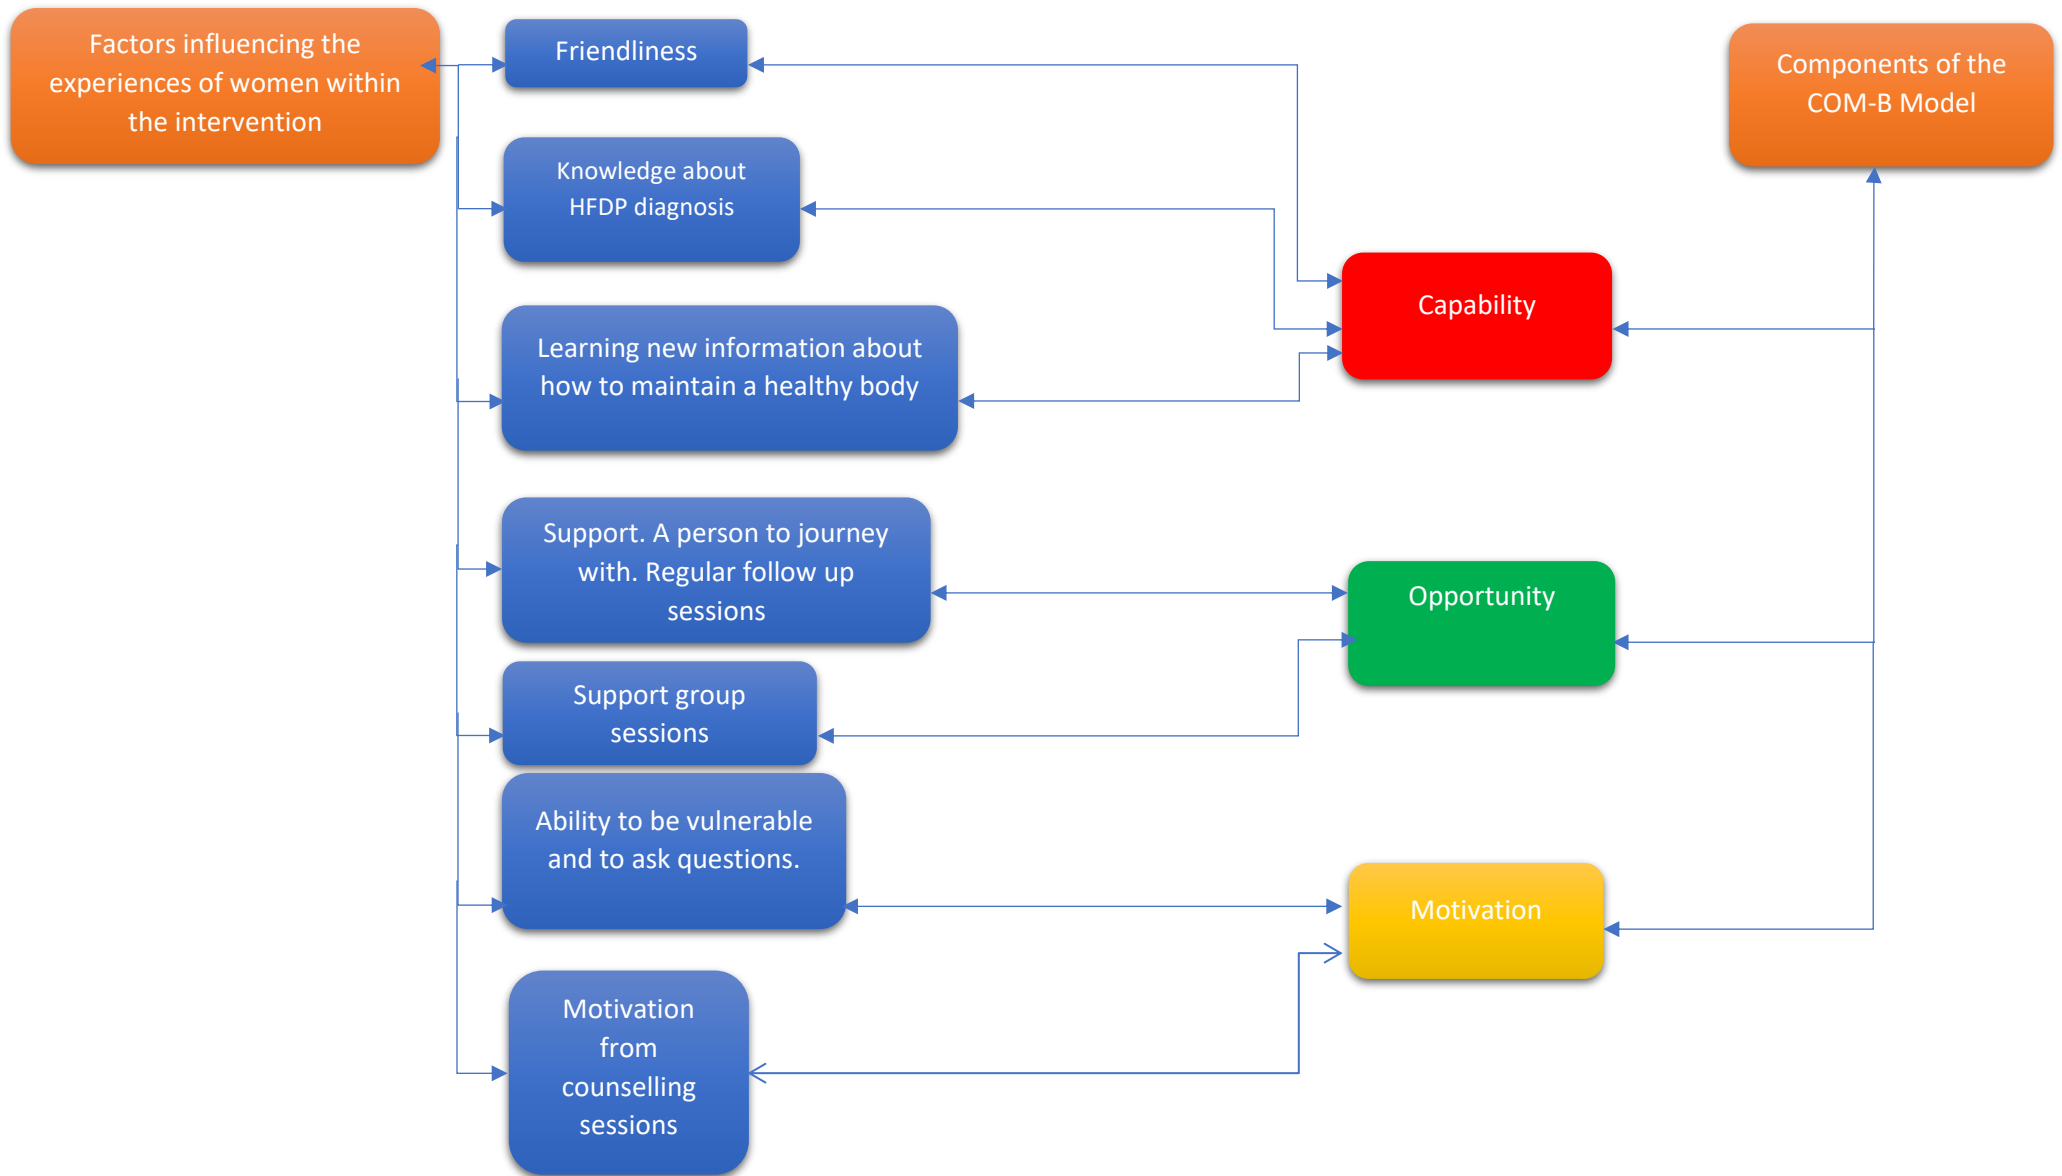 Factors influencing the
experiences of women within
the intervention
Friendliness
Components of the
COM-B Model
Knowledge about
HFDP diagnosis
Capability
Learning new information about
how to maintain a healthy body
Support. A person to journey
with. Regular follow up
sessions
Opportunity
Support group
sessions
Ability to be vulnerable
and to ask questions.
Motivation
Motivation
from
counselling
sessions